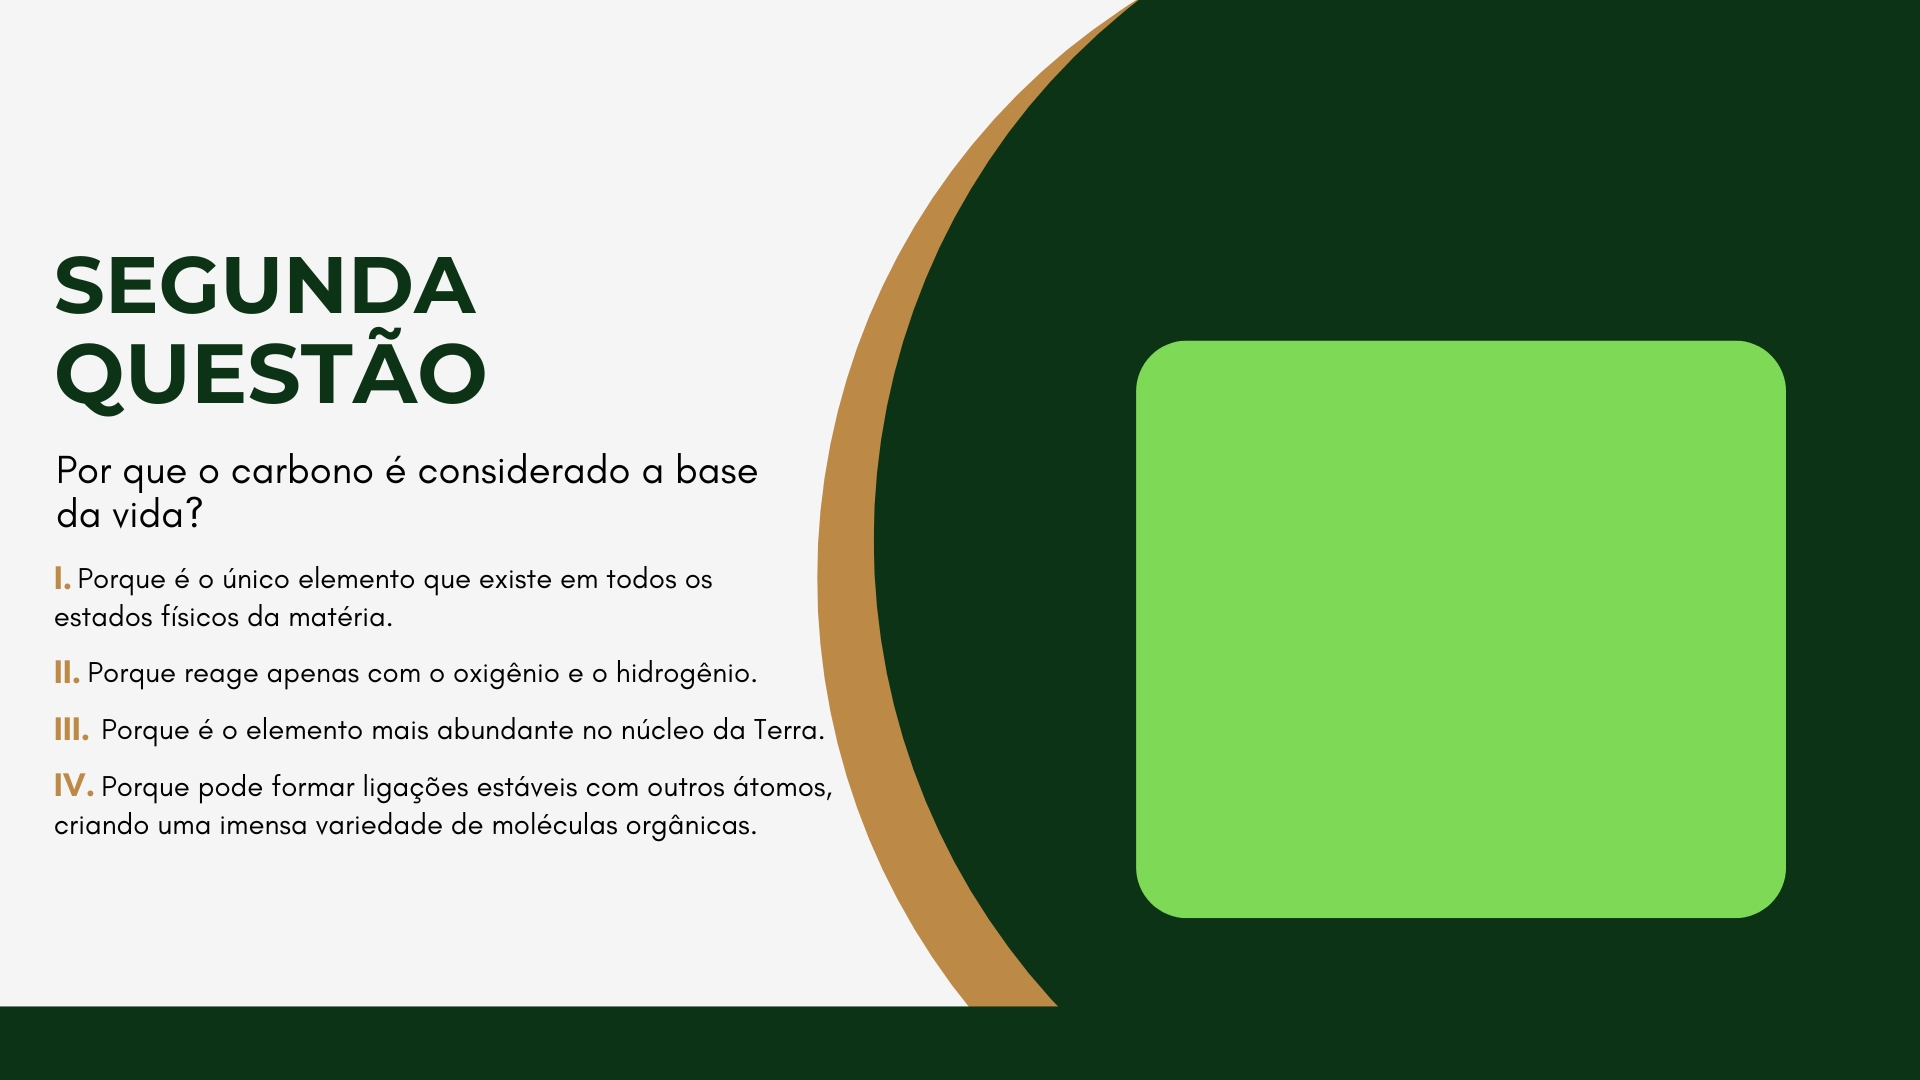 SEGUNDA
QUESTÃO
Por que o carbono é considerado a base
da vida?
I. Porque é o único elemento que existe em todos os
estados físicos da matéria.
II. Porque reage apenas com o oxigênio e o hidrogênio.
III. Porque é o elemento mais abundante no núcleo da Terra.
IV. Porque pode formar ligações estáveis com outros átomos,
criando uma imensa variedade de moléculas orgânicas.